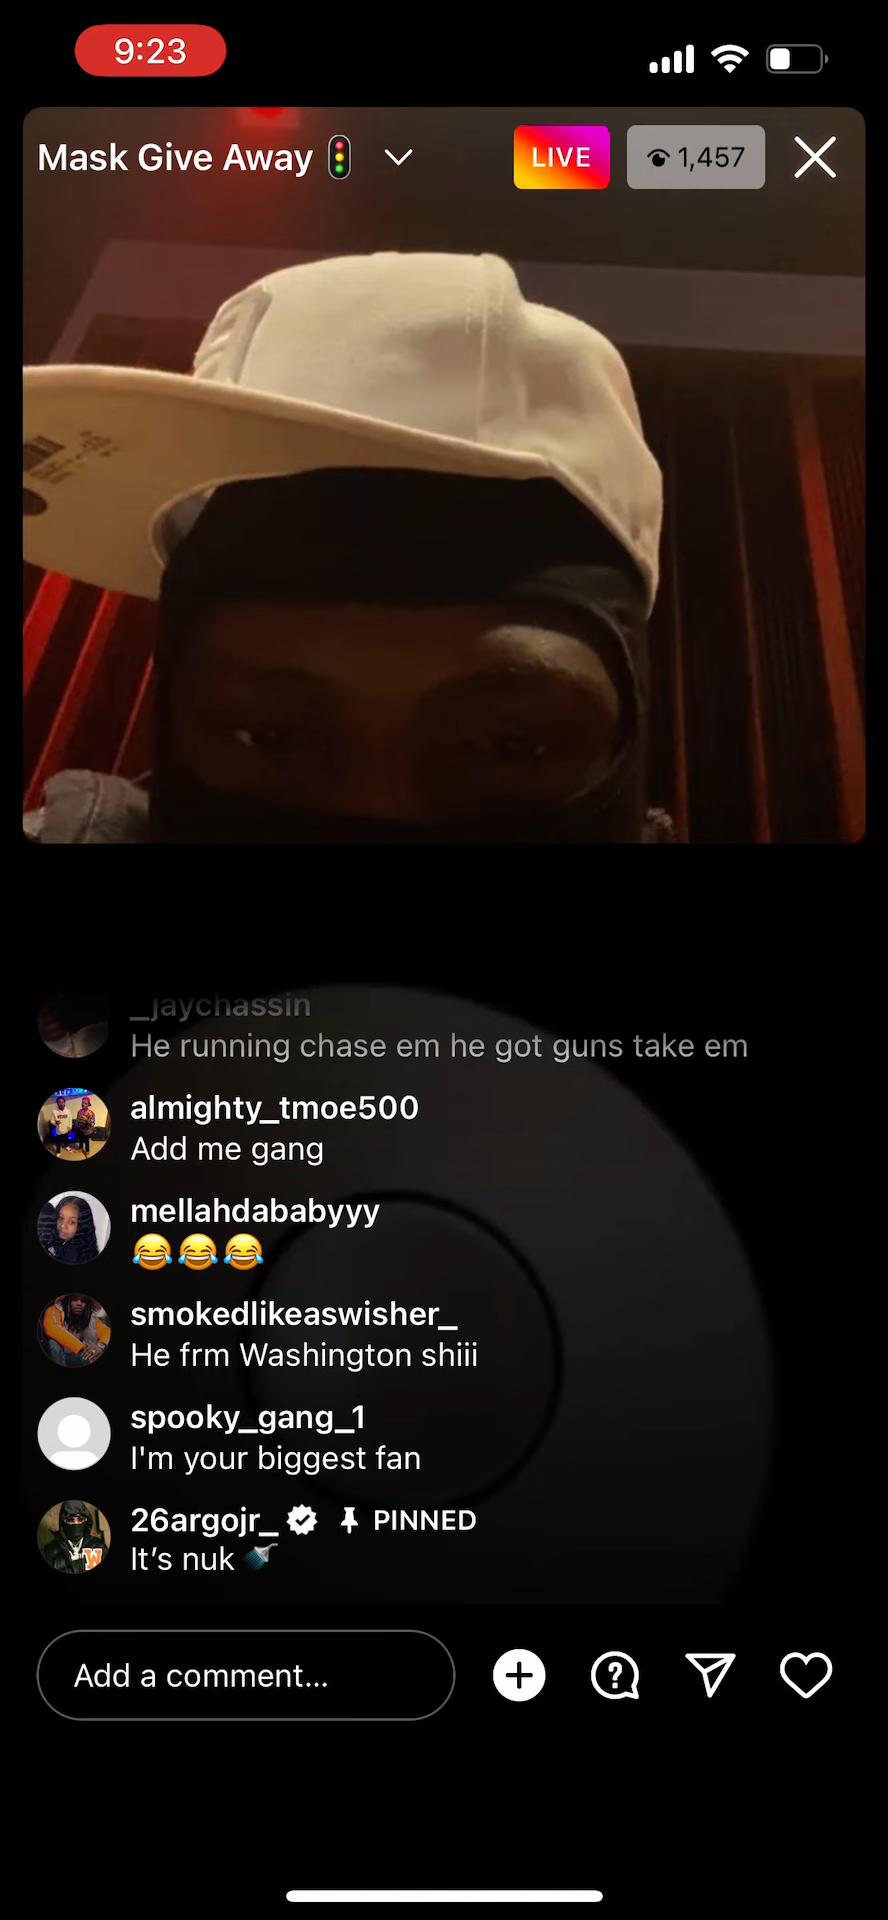 9:23
Mask Give Away 🚦
LIVE
1,457
_jaychassin
He running chase em he got guns take em
almighty_tmoe500
Add me gang
mellahdababyyy
😂😂😂
smokedlikeaswisher_
He frm Washington shiii
spooky_gang_1
I'm your biggest fan
26argojr_ PINNED
It's nuk 🚿
Add a comment...